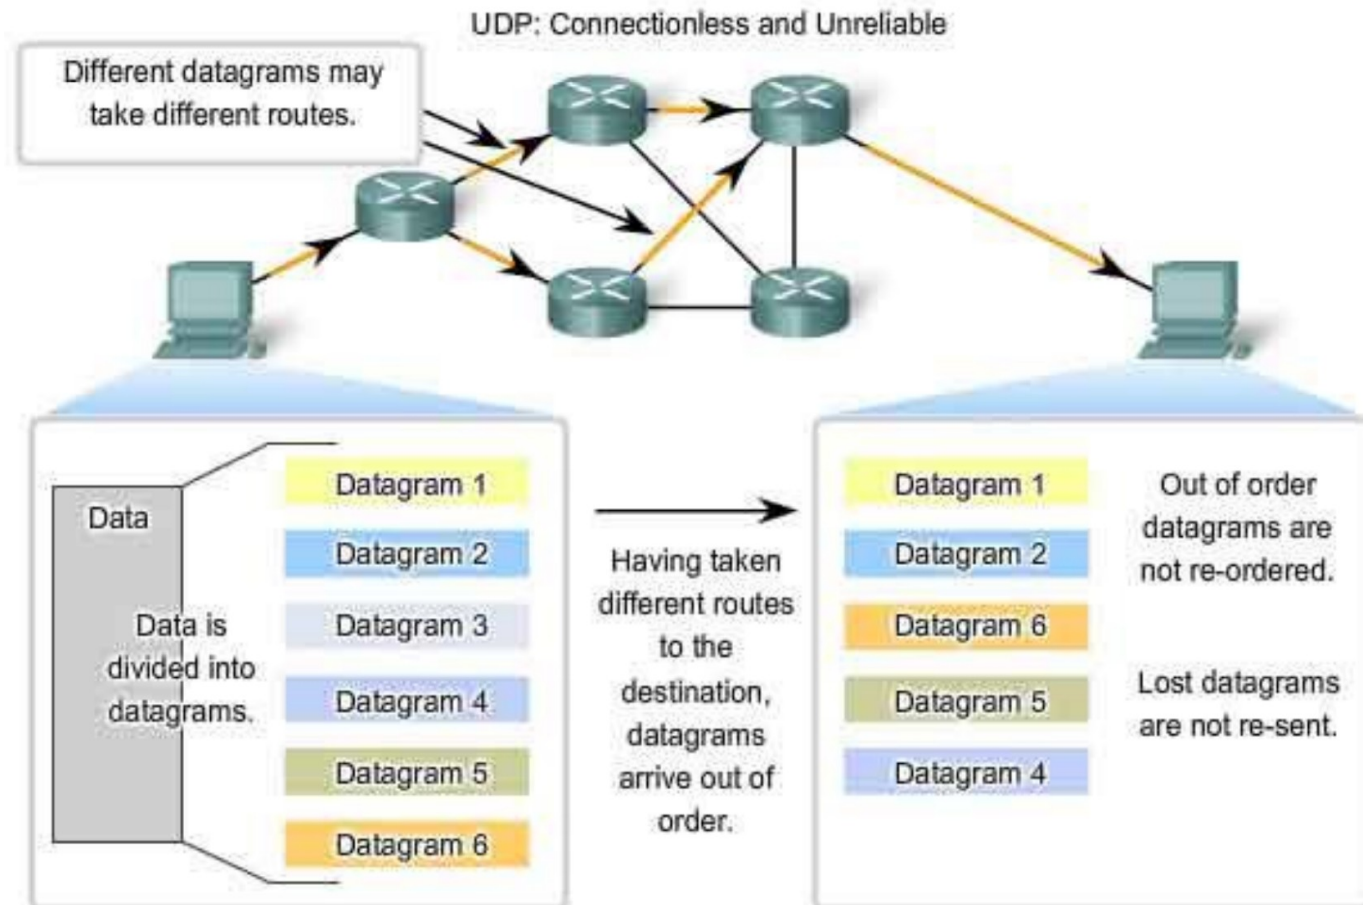 UDP: Connectionless and Unreliable
Different datagrams may
take different routes.
Data
Data is
divided into
datagrams.
Datagram 1
Datagram 2
Datagram 3
Datagram 4
Datagram 5
Datagram 6
Having taken
different routes
to the
destination,
datagrams
arrive out of
order.
Datagram 1
Datagram 2
Datagram 6
Datagram 5
Datagram 4
Out of order
datagrams are
not re-ordered.
Lost datagrams
are not re-sent.